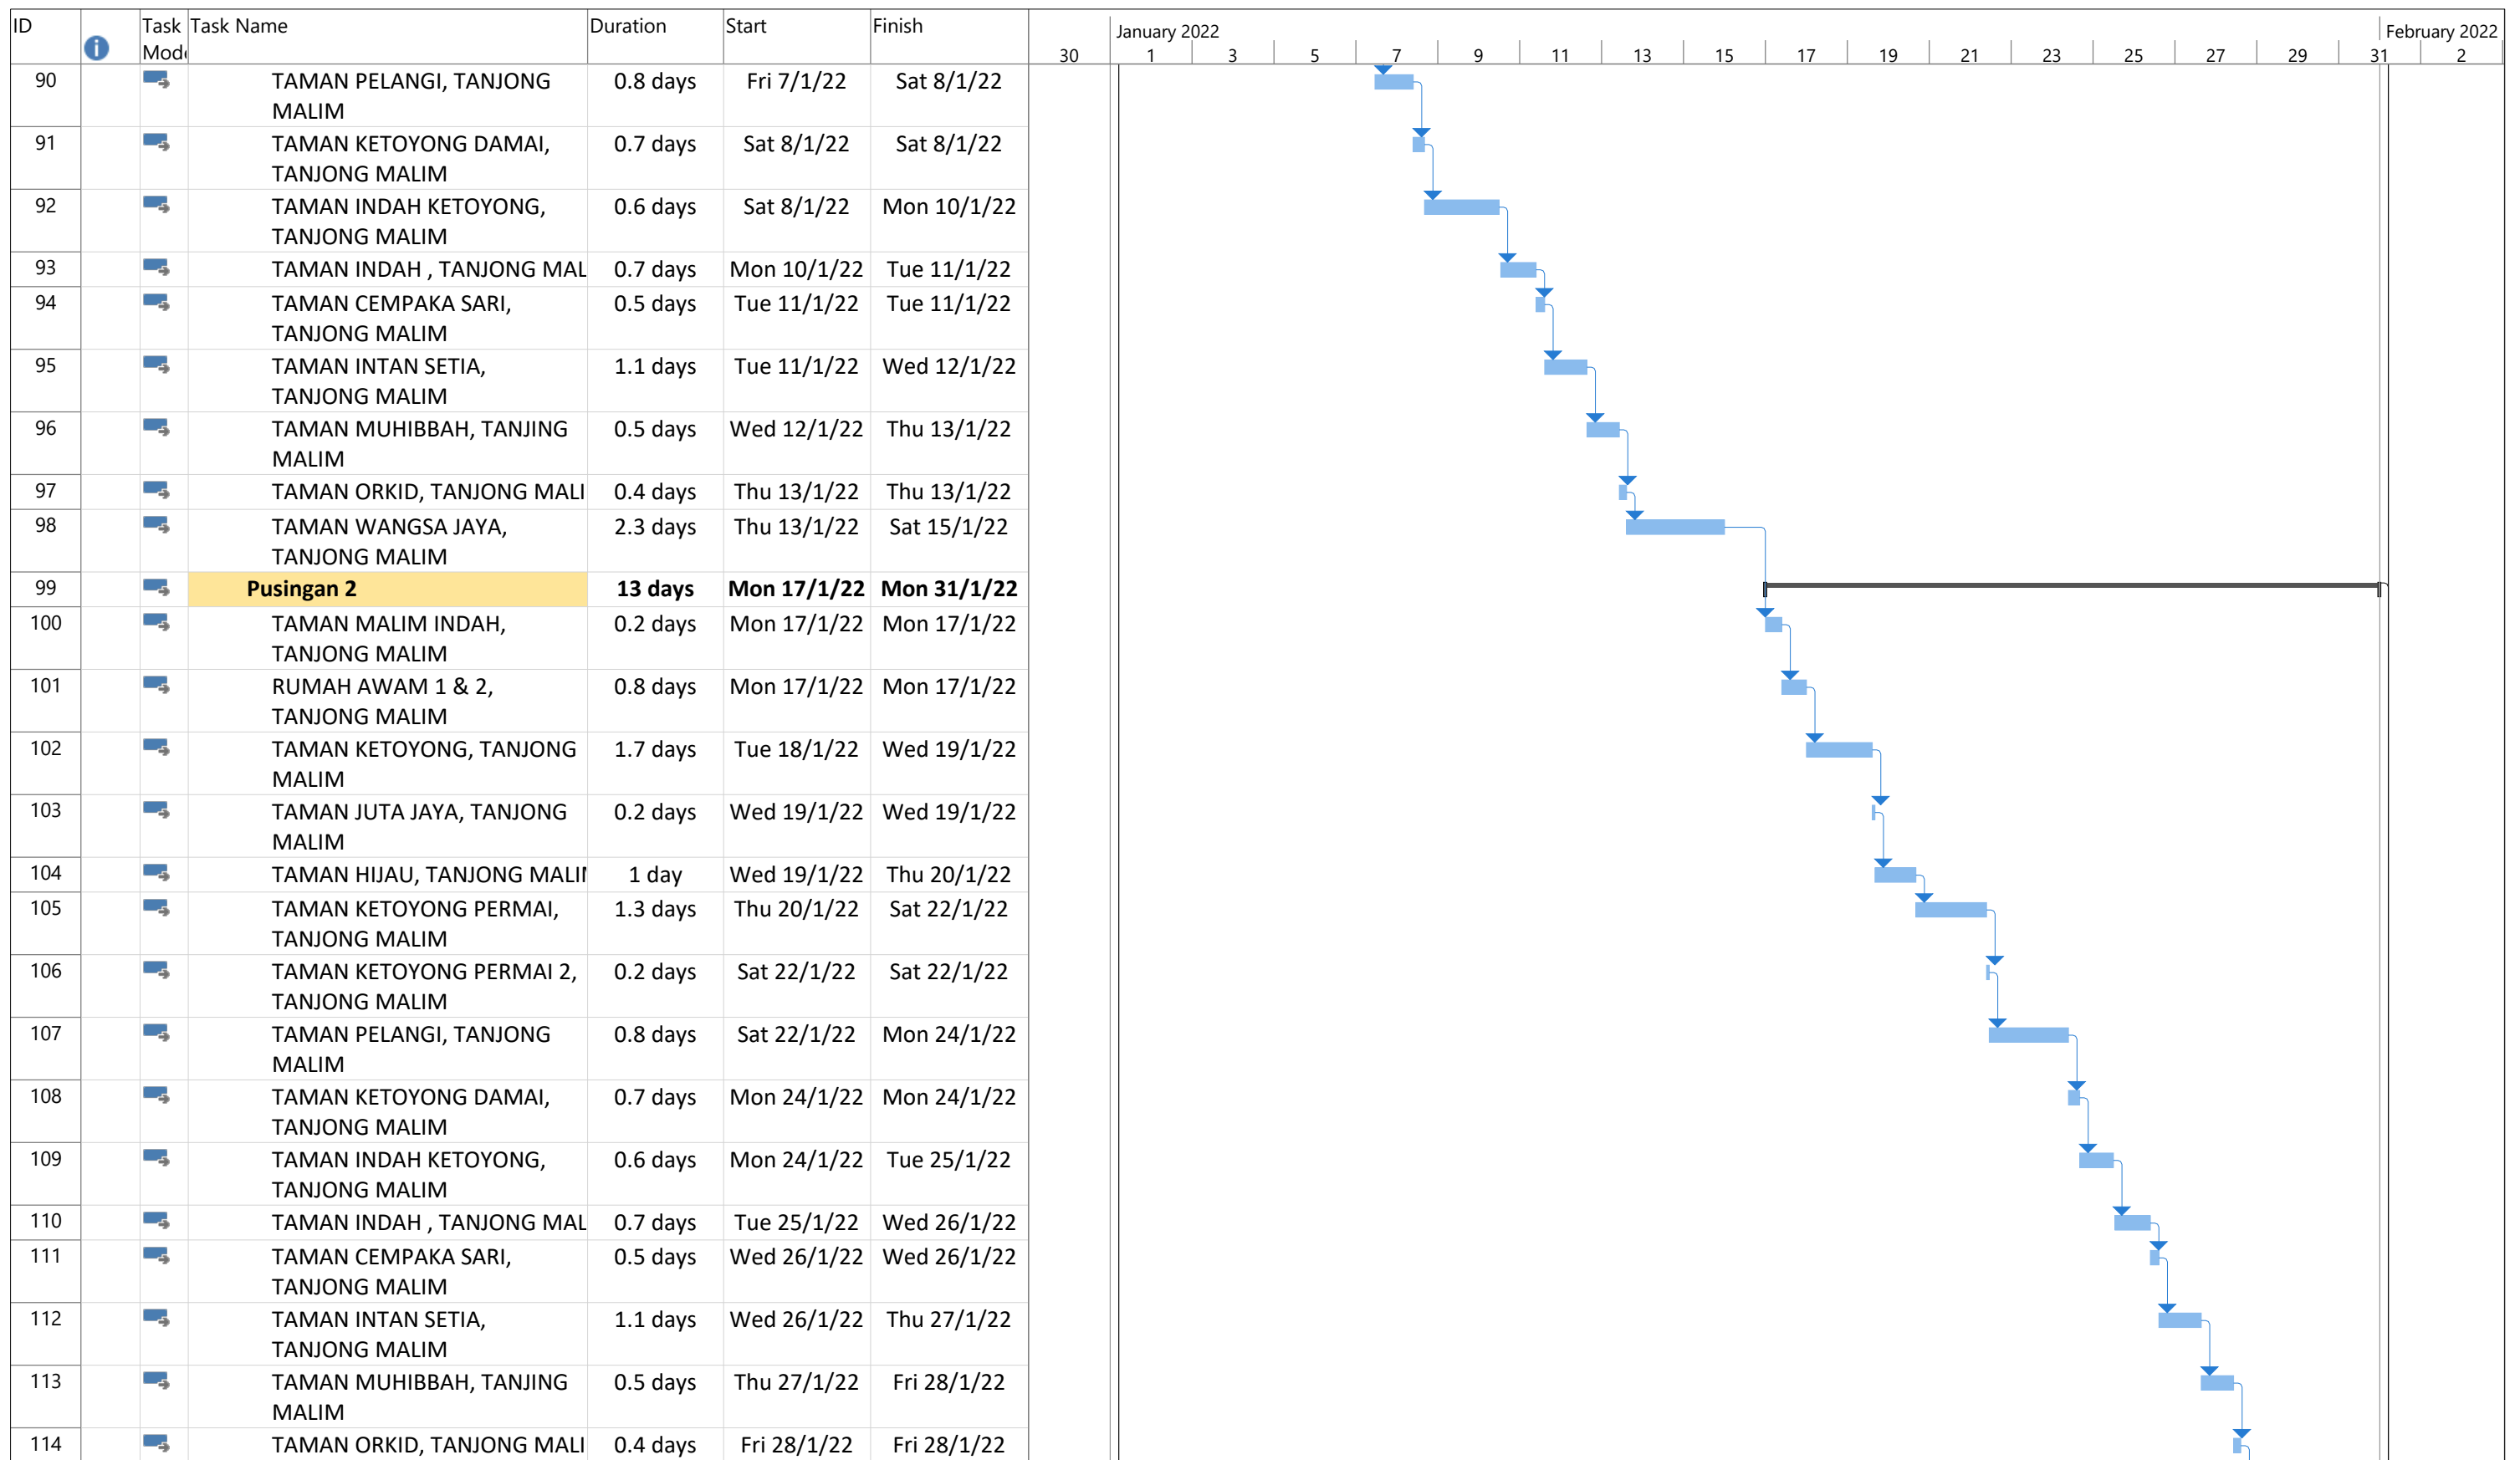 ID Task Task Name Duration Start Finish
Mode
January 2022 February 2022
30 1 3 5 7 9 11 13 15 17 19 21 23 25 27 29 31 2
90 TAMAN PELANGI, TANJONG 0.8 days Fri 7/1/22 Sat 8/1/22
MALIM
91 TAMAN KETOYONG DAMAI, 0.7 days Sat 8/1/22 Sat 8/1/22
TANJONG MALIM
92 TAMAN INDAH KETOYONG, 0.6 days Sat 8/1/22 Mon 10/1/22
TANJONG MALIM
93 TAMAN INDAH , TANJONG MAL 0.7 days Mon 10/1/22 Tue 11/1/22
94 TAMAN CEMPAKA SARI, 0.5 days Tue 11/1/22 Tue 11/1/22
TANJONG MALIM
95 TAMAN INTAN SETIA, 1.1 days Tue 11/1/22 Wed 12/1/22
TANJONG MALIM
96 TAMAN MUHIBBAH, TANJING 0.5 days Wed 12/1/22 Thu 13/1/22
MALIM
97 TAMAN ORKID, TANJONG MALI 0.4 days Thu 13/1/22 Thu 13/1/22
98 TAMAN WANGSA JAYA, 2.3 days Thu 13/1/22 Sat 15/1/22
TANJONG MALIM
99 Pusingan 2 13 days Mon 17/1/22 Mon 31/1/22
100 TAMAN MALIM INDAH, 0.2 days Mon 17/1/22 Mon 17/1/22
TANJONG MALIM
101 RUMAH AWAM 1 & 2, 0.8 days Mon 17/1/22 Mon 17/1/22
TANJONG MALIM
102 TAMAN KETOYONG, TANJONG 1.7 days Tue 18/1/22 Wed 19/1/22
MALIM
103 TAMAN JUTA JAYA, TANJONG 0.2 days Wed 19/1/22 Wed 19/1/22
MALIM
104 TAMAN HIJAU, TANJONG MALIM 1 day Wed 19/1/22 Thu 20/1/22
105 TAMAN KETOYONG PERMAI, 1.3 days Thu 20/1/22 Sat 22/1/22
TANJONG MALIM
106 TAMAN KETOYONG PERMAI 2, 0.2 days Sat 22/1/22 Sat 22/1/22
TANJONG MALIM
107 TAMAN PELANGI, TANJONG 0.8 days Sat 22/1/22 Mon 24/1/22
MALIM
108 TAMAN KETOYONG DAMAI, 0.7 days Mon 24/1/22 Mon 24/1/22
TANJONG MALIM
109 TAMAN INDAH KETOYONG, 0.6 days Mon 24/1/22 Tue 25/1/22
TANJONG MALIM
110 TAMAN INDAH , TANJONG MAL 0.7 days Tue 25/1/22 Wed 26/1/22
111 TAMAN CEMPAKA SARI, 0.5 days Wed 26/1/22 Wed 26/1/22
TANJONG MALIM
112 TAMAN INTAN SETIA, 1.1 days Wed 26/1/22 Thu 27/1/22
TANJONG MALIM
113 TAMAN MUHIBBAH, TANJING 0.5 days Thu 27/1/22 Fri 28/1/22
MALIM
114 TAMAN ORKID, TANJONG MALI 0.4 days Fri 28/1/22 Fri 28/1/22